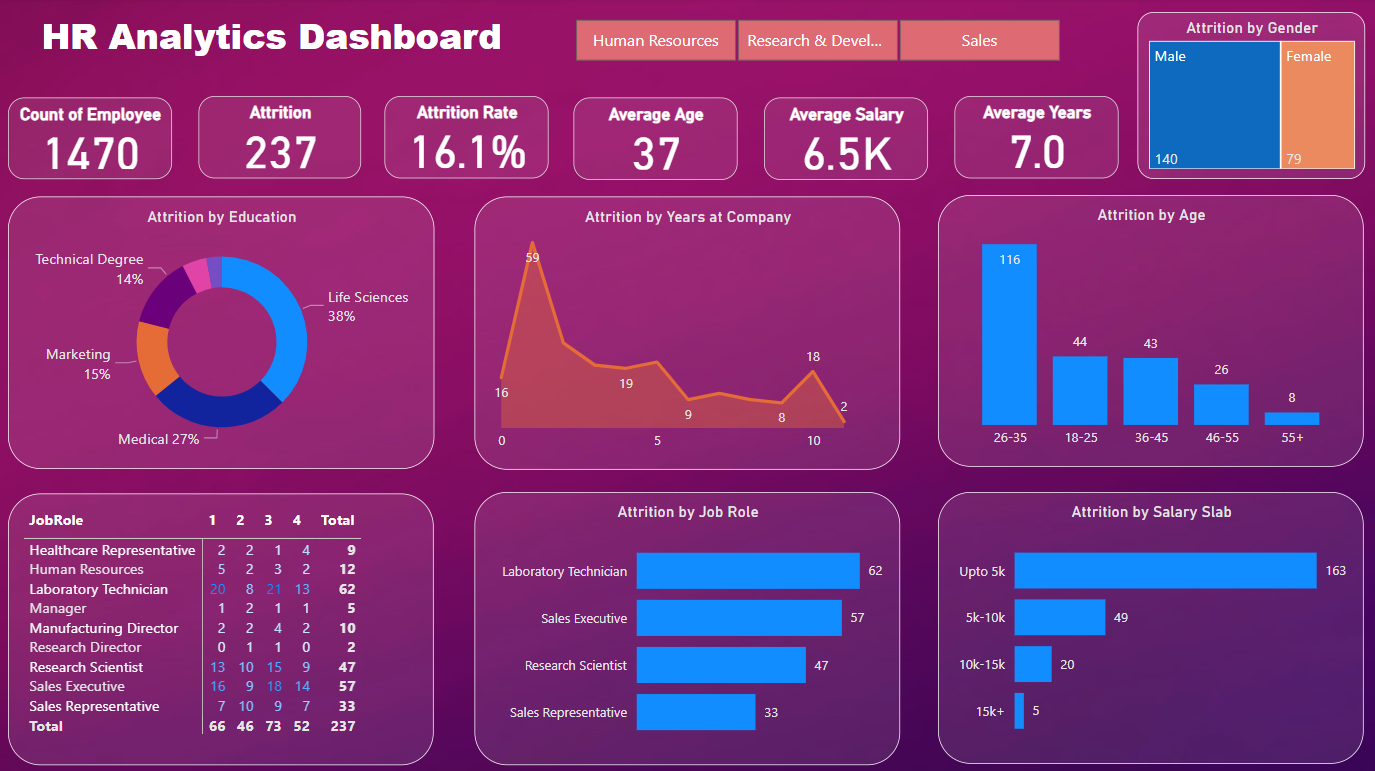 HR Analytics Dashboard
Human Resources
Research & Devel...
Sales
Attrition by Gender
Male
Female
140
79
Count of Employee
1470
Attrition
237
Attrition Rate
16.1%
Average Age
37
Average Salary
6.5K
Average Years
7.0
Attrition by Education
Technical Degree
14%
Life Sciences
38%
Marketing
15%
Medical 27%
Attrition by Years at Company
59
16
19
9
8
18
2
0 5 10
Attrition by Age
116
44
43
26
8
26-35 18-25 36-45 46-55 55+
JobRole 1 2 3 4 Total
Healthcare Representative 2 2 1 4 9
Human Resources 5 2 3 2 12
Laboratory Technician 20 8 21 13 62
Manager 1 2 1 1 5
Manufacturing Director 2 2 4 2 10
Research Director 0 1 1 0 2
Research Scientist 13 10 15 9 47
Sales Executive 16 9 18 14 57
Sales Representative 7 10 9 7 33
Total 66 46 73 52 237
Attrition by Job Role
Laboratory Technician 62
Sales Executive 57
Research Scientist 47
Sales Representative 33
Attrition by Salary Slab
Upto 5k 163
5k-10k 49
10k-15k 20
15k+ 5